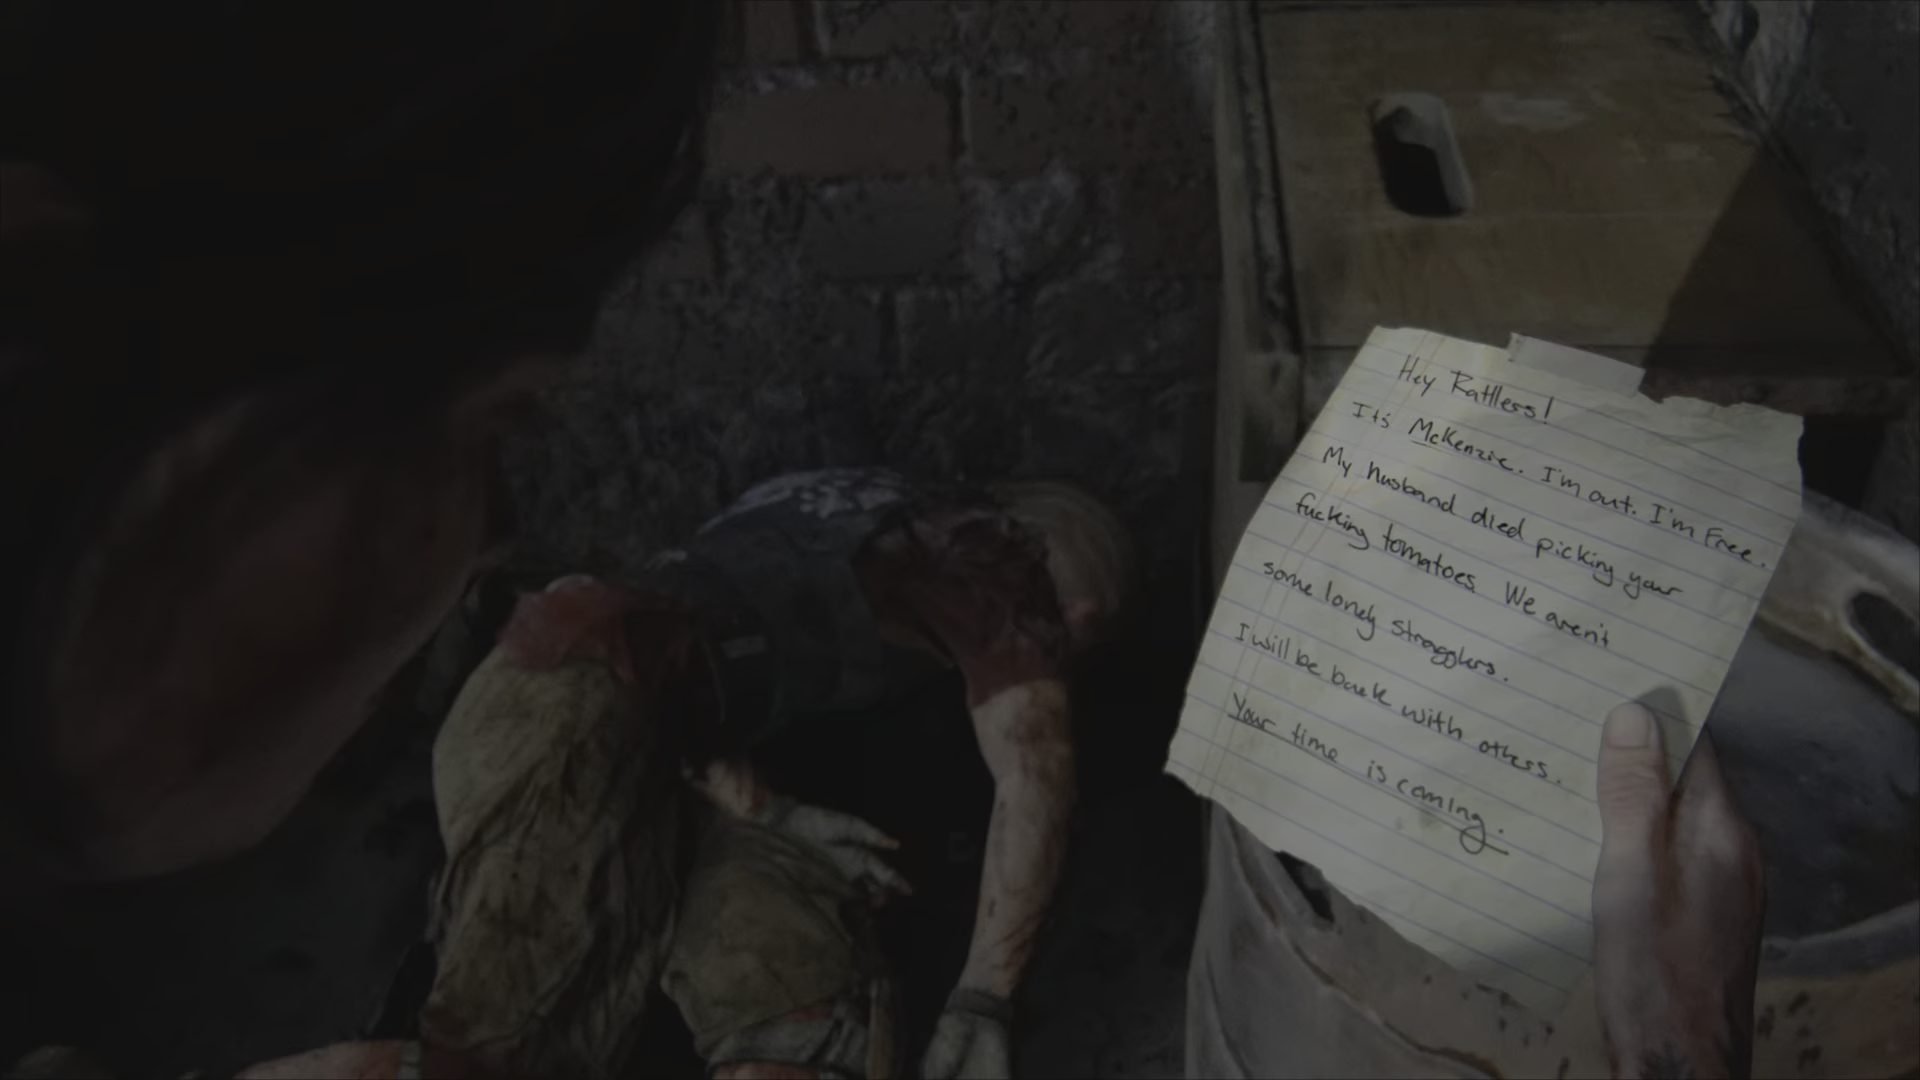 Hey Rattlers!
It's McKenzie. I'm out. I'm Free.
My husband died picking your
fucking tomatoes. We aren't
some lonely stragglers.
I will be back with others.
Your time is coming.